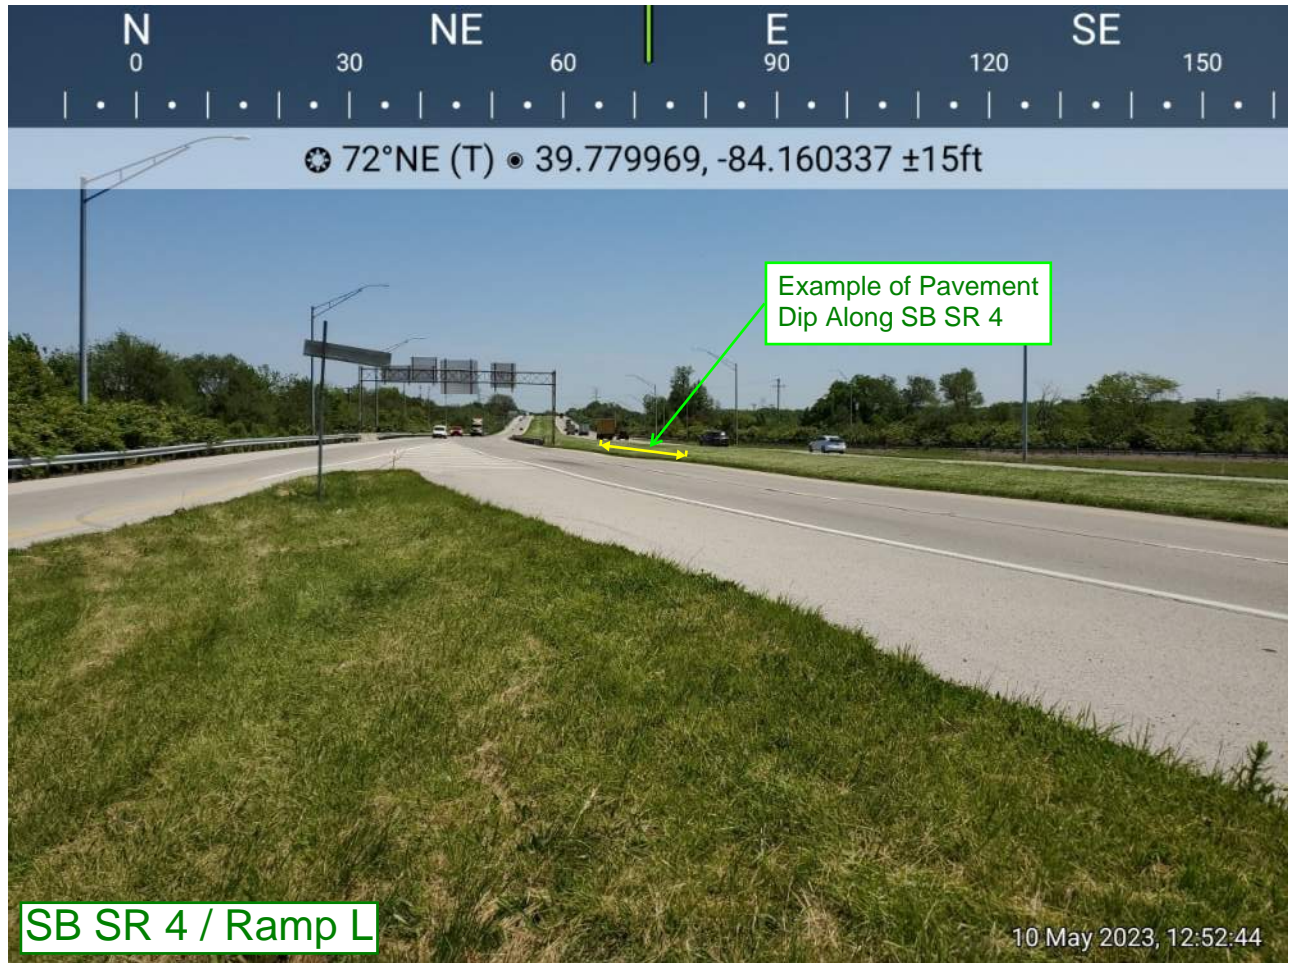 N NE E SE
0 30 60 90 120 150
72°NE (T) 39.779969, -84.160337 ±15ft
Example of Pavement
Dip Along SB SR 4
SB SR 4 / Ramp L
10 May 2023, 12:52:44